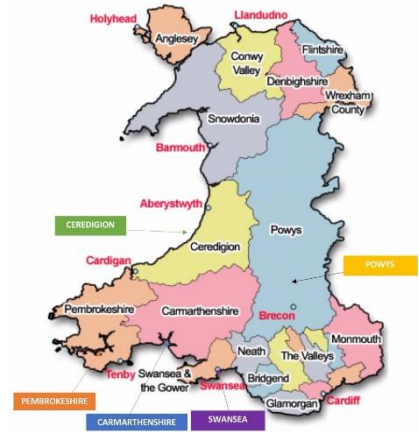 Holyhead
Llandudno
Anglesey
Conwy
Valley
Flintshire
Denbighshire
Wrexham
County
Snowdonia
Barmouth
Aberystwyth
CEREDIGION
Ceredigion
Powys
POWYS
Cardigan
Pembrokeshire
Carmarthenshire
Brecon
Monmouth
Neath
The Valleys
Tenby
Swansea &
the Gower
Swansea
Bridgend
Cardiff
Glamorgan
PEMBROKESHIRE
CARMARTHENSHIRE
SWANSEA